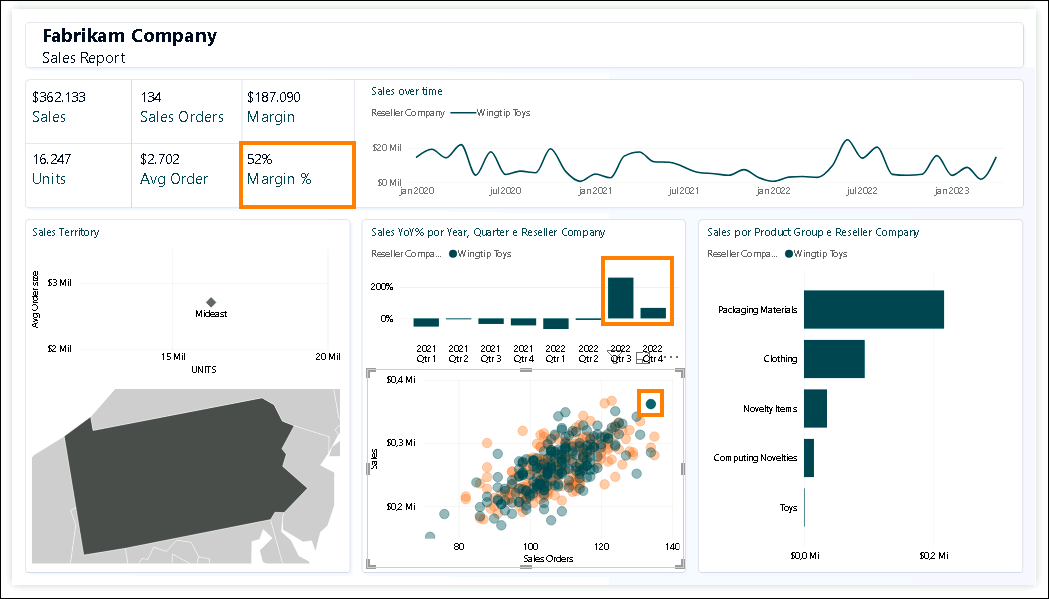 Fabrikam Company
Sales Report
$362.133
Sales
134
Sales Orders
$187.090
Margin
16.247
Units
$2.702
Avg Order
52%
Margin %
Sales over time
Reseller Company Wingtip Toys
$20 Mil
$0 Mil
jan2020 jul2020 jan2021 jul2021 jan2022 jul2022 jan2023
Sales Territory
Avg Order size
$3 Mil
$2 Mil
Mideast
15 Mil 20 Mil
UNITS
Sales YoY% por Year, Quarter e Reseller Company
Reseller Compa... Wingtip Toys
200%
0%
2021 2021 2021 2021 2022 2022 2022 2022
Qtr 1 Qtr 2 Qtr 3 Qtr 4 Qtr 1 Qtr 2 Qtr 3 Qtr 4
$0,4 Mi
$0,3 Mi
$0,2 Mi
Sales
80 100 120 140
Sales Orders
Sales por Product Group e Reseller Company
Reseller Compa... Wingtip Toys
Packaging Materials
Clothing
Novelty Items
Computing Novelties
Toys
$0,0 Mi $0,2 Mi